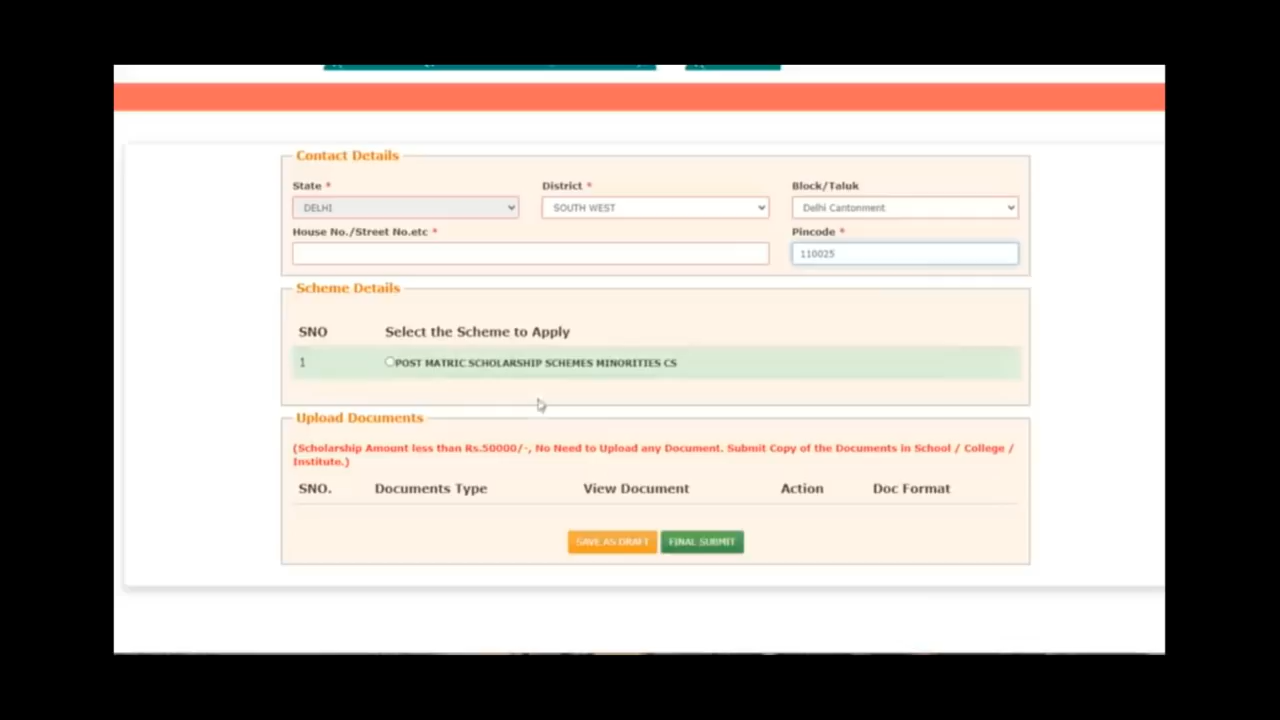 Contact Details
State * District * Block/Taluk
DELHI SOUTH WEST Delhi Cantonment
House No./Street No.etc * Pincode *
110025
Scheme Details
SNO Select the Scheme to Apply
1 POST MATRIC SCHOLARSHIP SCHEMES MINORITIES CS
Upload Documents
(Scholarship Amount less than Rs.50000/-, No Need to Upload any Document. Submit Copy of the Documents in School / College /
Institute.)
SNO. Documents Type View Document Action Doc Format
SAVE AS DRAFT FINAL SUBMIT